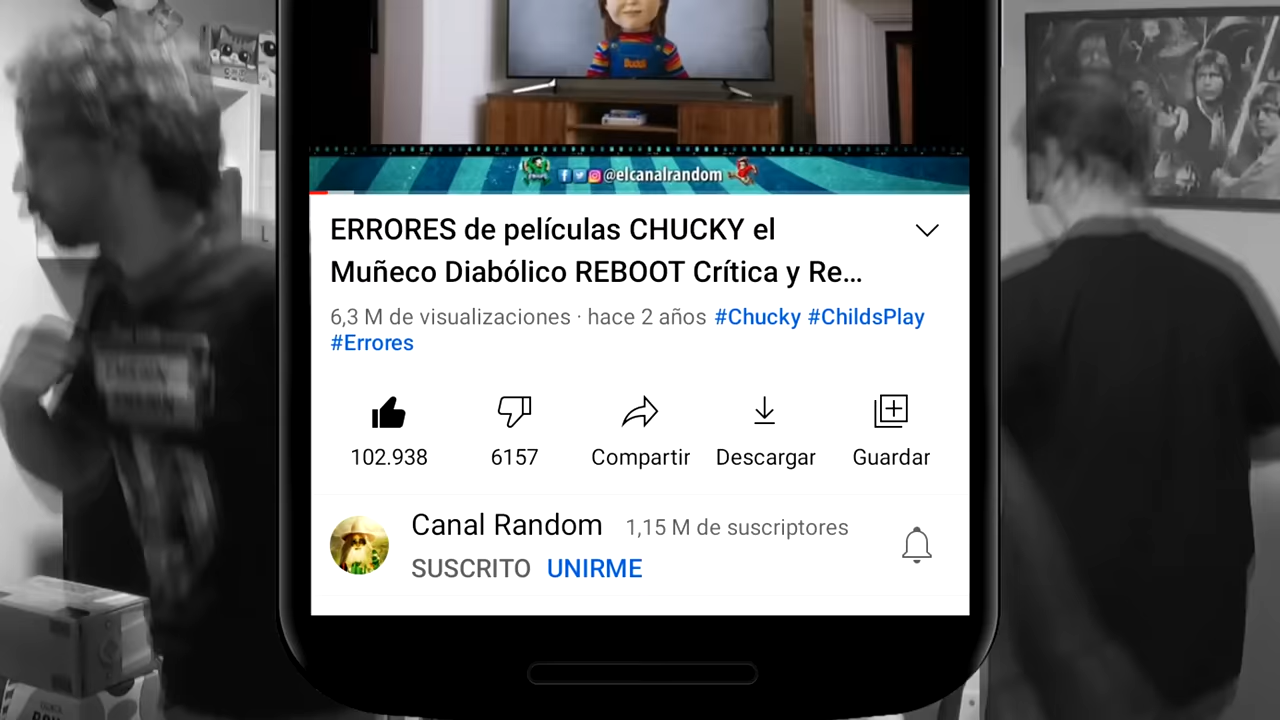 Buddi
@elcanalrandom
ERRORES de películas CHUCKY el
Muñeco Diabólico REBOOT Crítica y Re...
6,3 M de visualizaciones · hace 2 años #Chucky #ChildsPlay
#Errores
102.938 6157 Compartir Descargar Guardar
Canal Random 1,15 M de suscriptores
SUSCRITO UNIRME